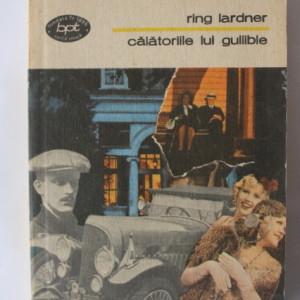 ring lardner
călătoriile lui gullible
bpt